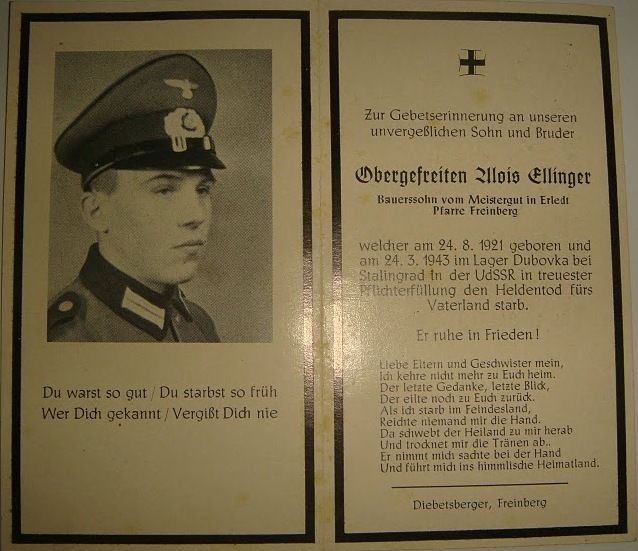 Du warst so gut / Du starbst so früh
Wer Dich gekannt / Vergißt Dich nie
Zur Gebetserinnerung an unseren
unvergeßlichen Sohn und Bruder
Obergefreiten Alois Ellinger
Bauerssohn vom Meistergut in Erledt
Pfarre Freinberg
welcher am 24. 8. 1921 geboren und
am 24. 3. 1943 im Lager Dubovka bei
Stalingrad in der UdSSR in treuester
Pflichterfüllung den Heldentod fürs
Vaterland starb.
Er ruhe in Frieden !
Liebe Eltern und Geschwister mein,
Ich kehre nicht mehr zu Euch heim.
Der letzte Gedanke, letzte Blick,
Der eilte noch zu Euch zurück.
Als ich starb im Feindesland,
Reichte niemand mir die Hand.
Da schwebt der Heiland zu mir herab
Und trocknet mir die Tränen ab..
Er nimmt mich sachte bei der Hand
Und führt mich ins himmlische Heimatland.
Diebetsberger, Freinberg